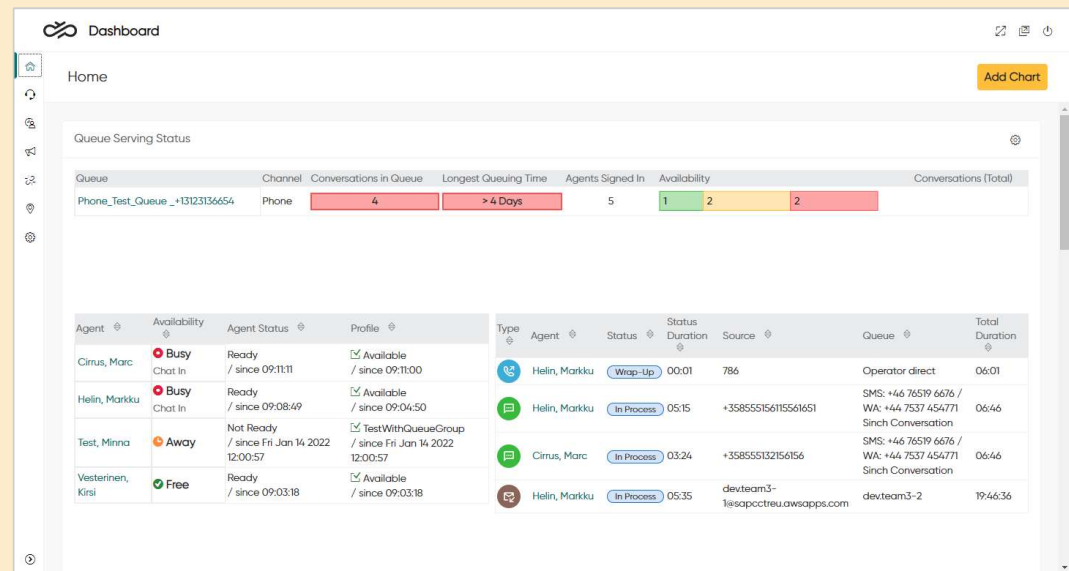 Dashboard
Home
Add Chart
Queue Serving Status
Queue Channel Conversations in Queue Longest Queuing Time Agents Signed In Availability Conversations (Total)
Phone_Test_Queue _+13123136654 Phone 4 > 4 Days 5 1 2 2
Agent Availability Agent Status Profile
Cirrus, Marc Busy Chat In Ready / since 09:11:11 Available / since 09:11:00
Helin, Markku Busy Chat In Ready / since 09:08:49 Available / since 09:04:50
Test, Minna Away Not Ready / since Fri Jan 14 2022 12:00:57 TestWithQueueGroup / since Fri Jan 14 2022 12:00:57
Vesterinen, Kirsi Free Ready / since 09:03:18 Available / since 09:03:18
Type Agent Status Status Duration Source Queue Total Duration
Helin, Markku Wrap-Up 00:01 786 Operator direct 06:01
Helin, Markku In Process 05:15 +358555156115561651 SMS: +46 76519 6676 / WA: +44 7537 454771 Sinch Conversation 06:46
Cirrus, Marc In Process 03:24 +358555132156156 SMS: +46 76519 6676 / WA: +44 7537 454771 Sinch Conversation 06:46
Helin, Markku In Process 05:35 dev.team3-1@sapcctreu.awsapps.com dev.team3-2 19:46:36